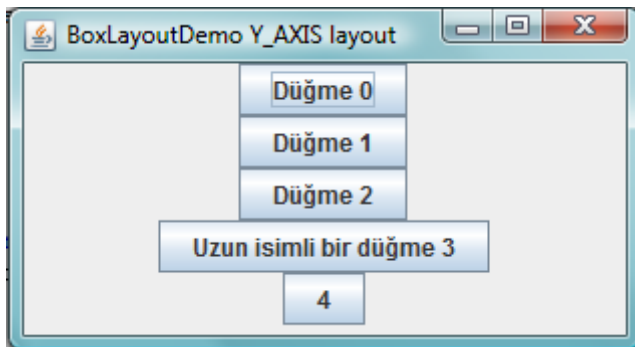 BoxLayoutDemo Y_AXIS layout
Düğme 0
Düğme 1
Düğme 2
Uzun isimli bir düğme 3
4